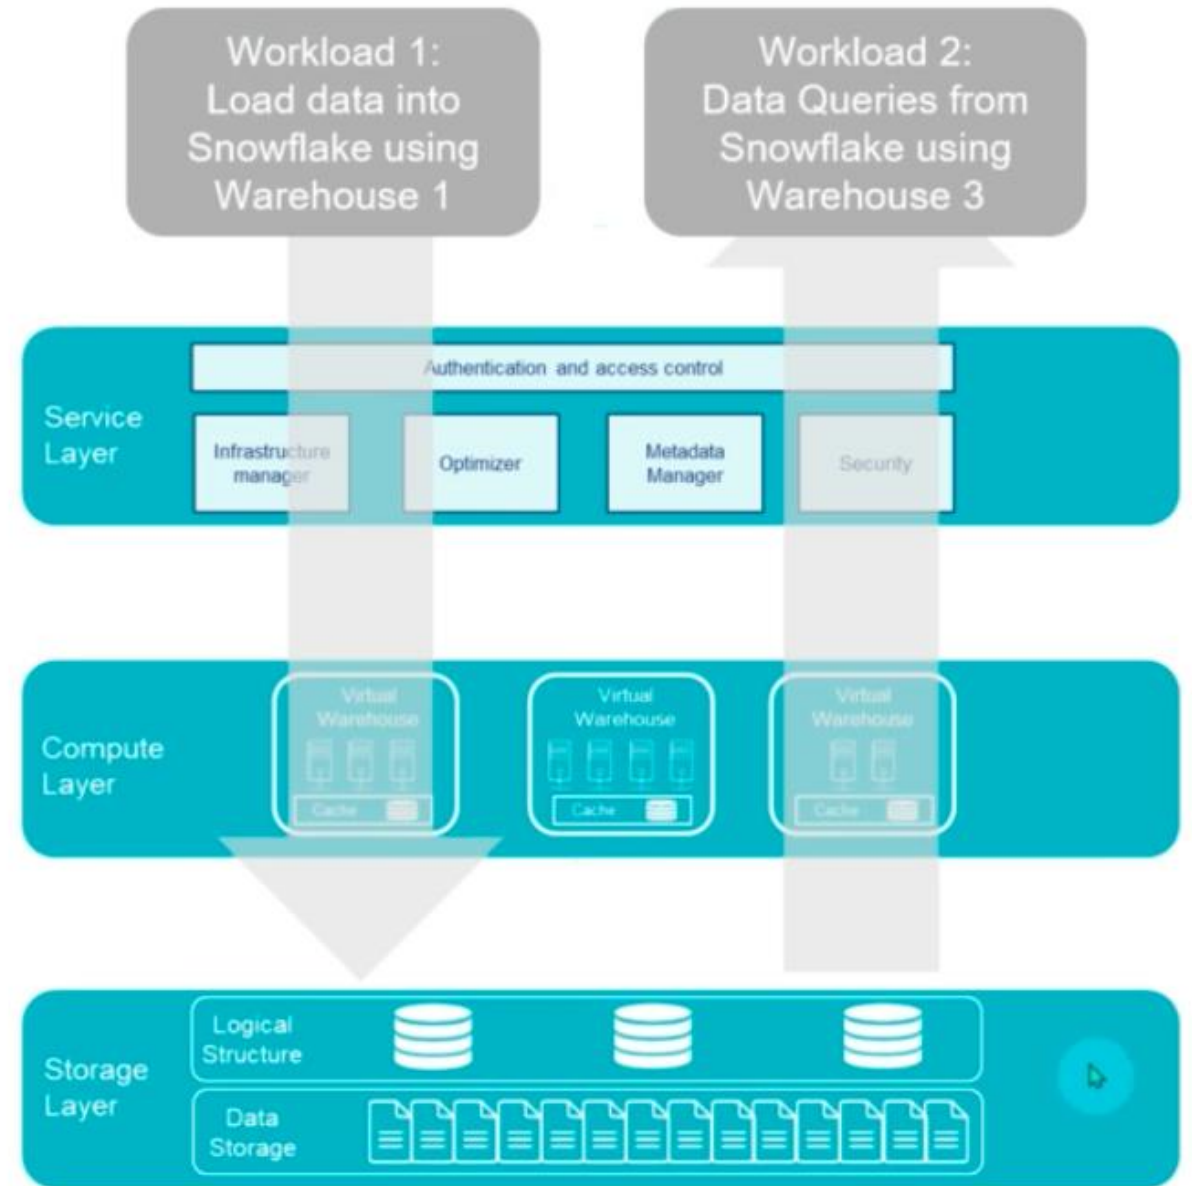 Workload 1:
Load data into
Snowflake using
Warehouse 1
Workload 2:
Data Queries from
Snowflake using
Warehouse 3
Service
Layer
Authentication and access control
Infrastructure
manager
Optimizer
Metadata
Manager
Security
Compute
Layer
Virtual
Warehouse
Cache
Virtual
Warehouse
Cache
Virtual
Warehouse
Cache
Storage
Layer
Logical
Structure
Data
Storage